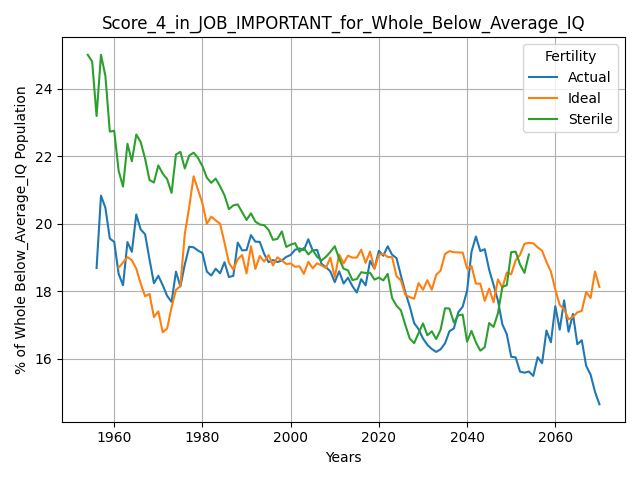 Score_4_in_JOB_IMPORTANT_for_Whole_Below_Average_IQ
% of Whole Below_Average_IQ Population
24
22
20
18
16
Fertility
Actual
Ideal
Sterile
1960 1980 2000 2020 2040 2060
Years